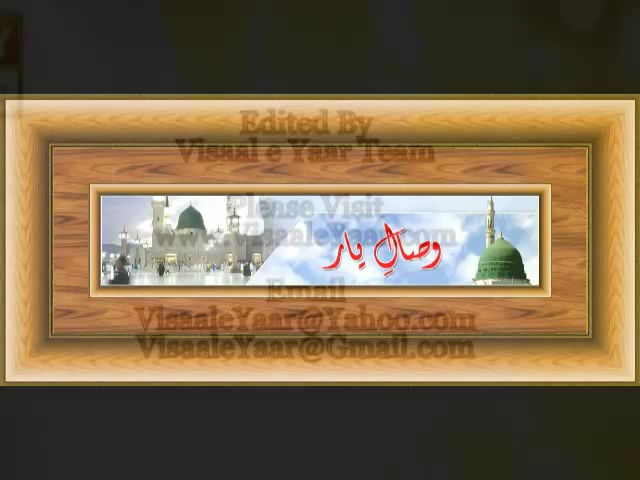 Edited By
Visaal e Yaar Team
Please Visit
www.VisaaleYaar.com
وصالِ یار
Email
VisaaleYaar@Yahoo.com
VisaaleYaar@Gmail.com